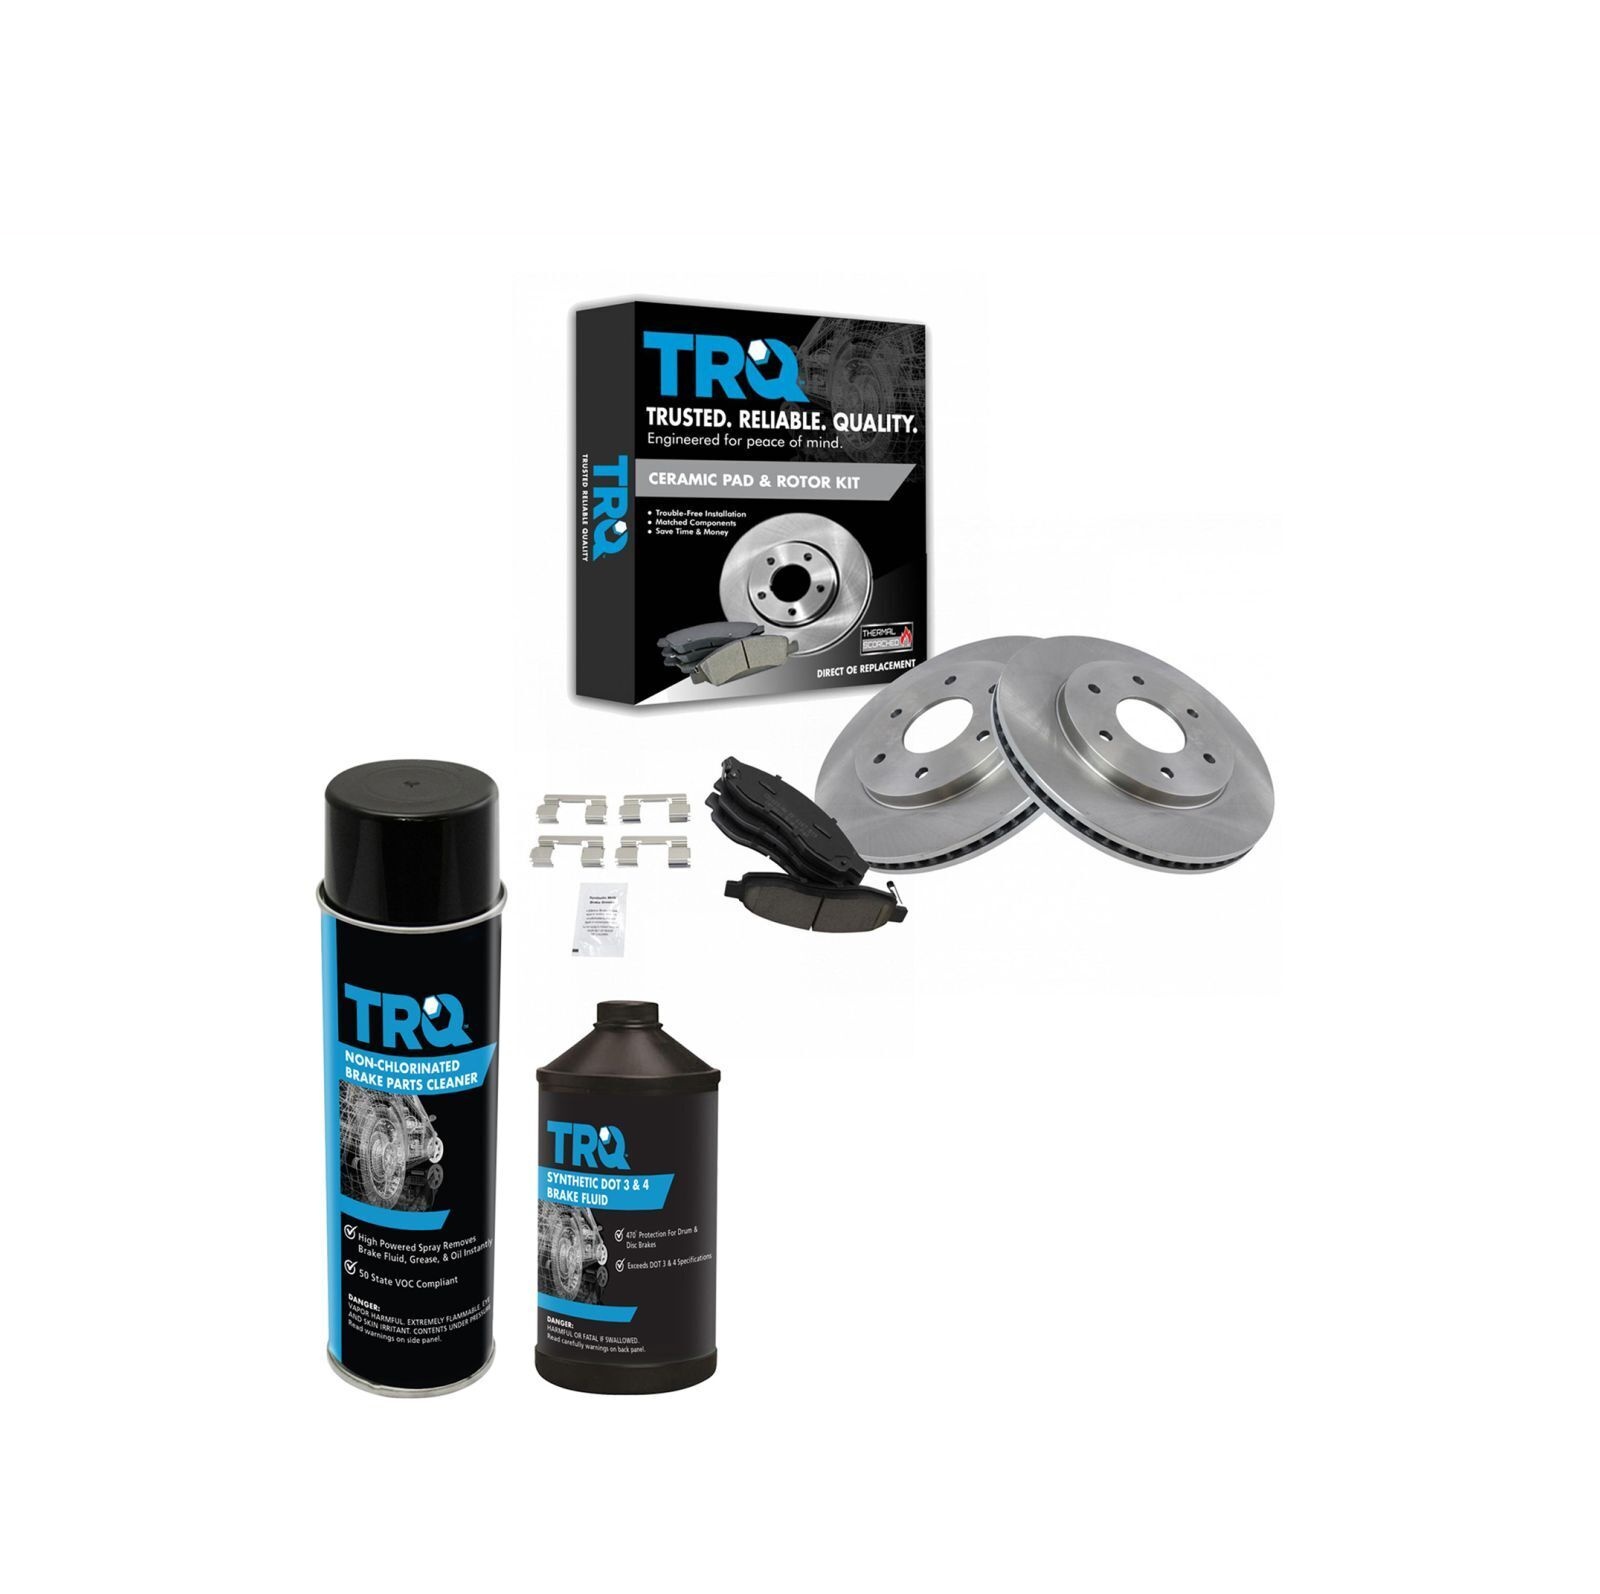 TRQ
TRUSTED. RELIABLE. QUALITY.
Engineered for peace of mind.
CERAMIC PAD & ROTOR KIT
• Trouble-Free Installation
• Matched Components
• Save Time & Money
THERMAL
SCORCHED
DIRECT OE REPLACEMENT
TRQ
TRUSTED RELIABLE QUALITY
TRQ
NON-CHLORINATED
BRAKE PARTS CLEANER
High Powered Spray Removes
Brake Fluid, Grease, & Oil Instantly
50 State VOC Compliant
DANGER:
VAPOR HARMFUL. EXTREMELY FLAMMABLE. EYE
AND SKIN IRRITANT. CONTENTS UNDER PRESSURE
Read warnings on side panel.
TRQ
SYNTHETIC DOT 3 & 4
BRAKE FLUID
470° Protection For Drum &
Disc Brakes
Exceeds DOT 3 & 4 Specifications
DANGER:
HARMFUL OR FATAL IF SWALLOWED.
Read carefully warnings on back panel.